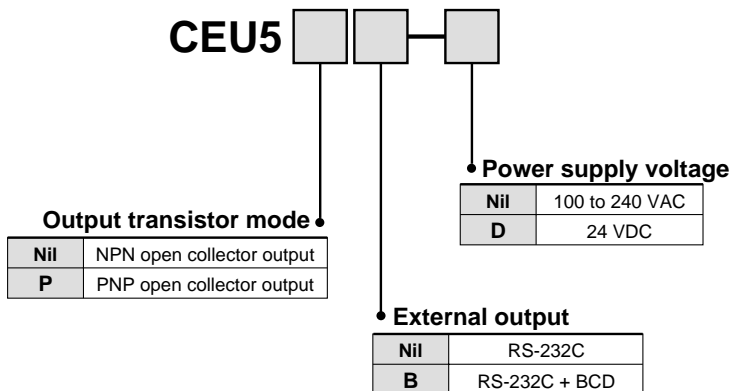 CEU5
Power supply voltage
Nil 100 to 240 VAC
D 24 VDC
Output transistor mode
Nil NPN open collector output
P PNP open collector output
External output
Nil RS-232C
B RS-232C + BCD